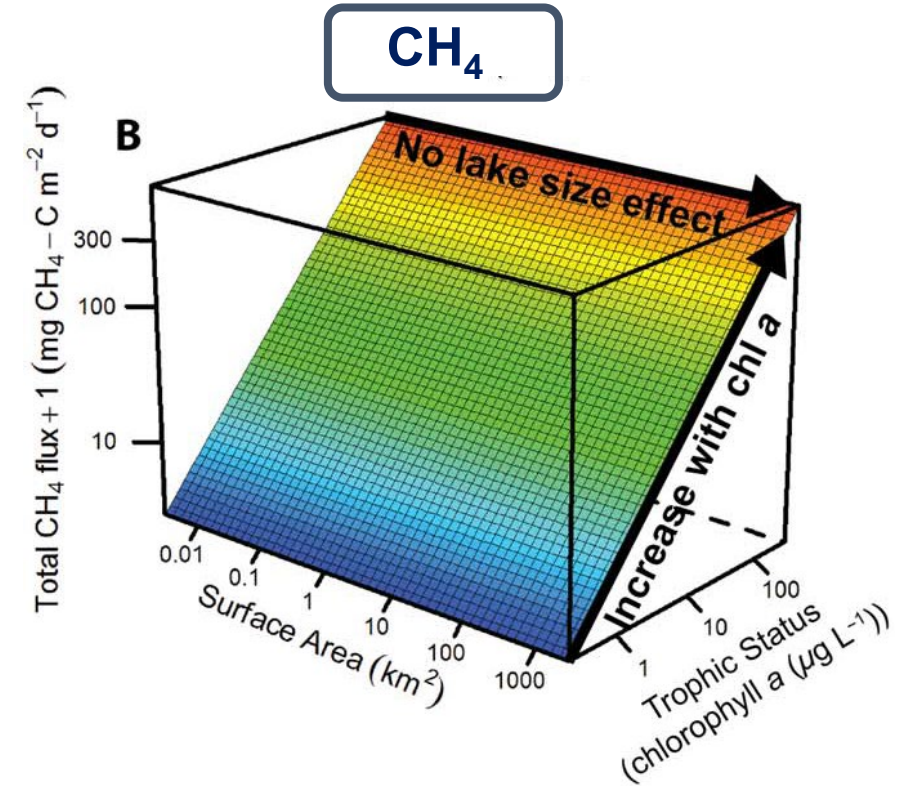 CH₄
B
Total CH₄ flux + 1 (mg CH₄ – C m⁻² d⁻¹)
300
100
10
No lake size effect
Increase with chl a
0.01
0.1
1
10
100
1000
Surface Area (km²)
1
10
100
Trophic Status
(chlorophyll a (µg L⁻¹))